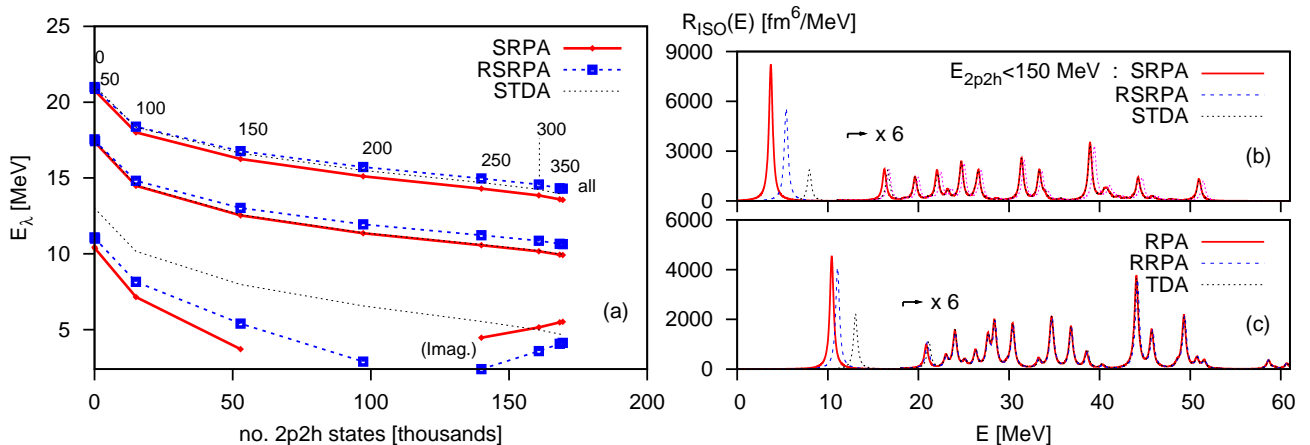 25
20
15
10
5
0
50
100
150
200
250
300
350
all
SRPA
RSRPA
STDA
(a)
(Imag.)
0
50
100
150
200
no. 2p2h states [thousands]
Eλ [MeV]
R_ISO(E) [fm^6/MeV]
9000
6000
3000
0
E_2p2h<150 MeV : SRPA
RSRPA
STDA
x 6
(b)
6000
4000
2000
0
RPA
RRPA
TDA
x 6
(c)
0
10
20
30
40
50
60
E [MeV]